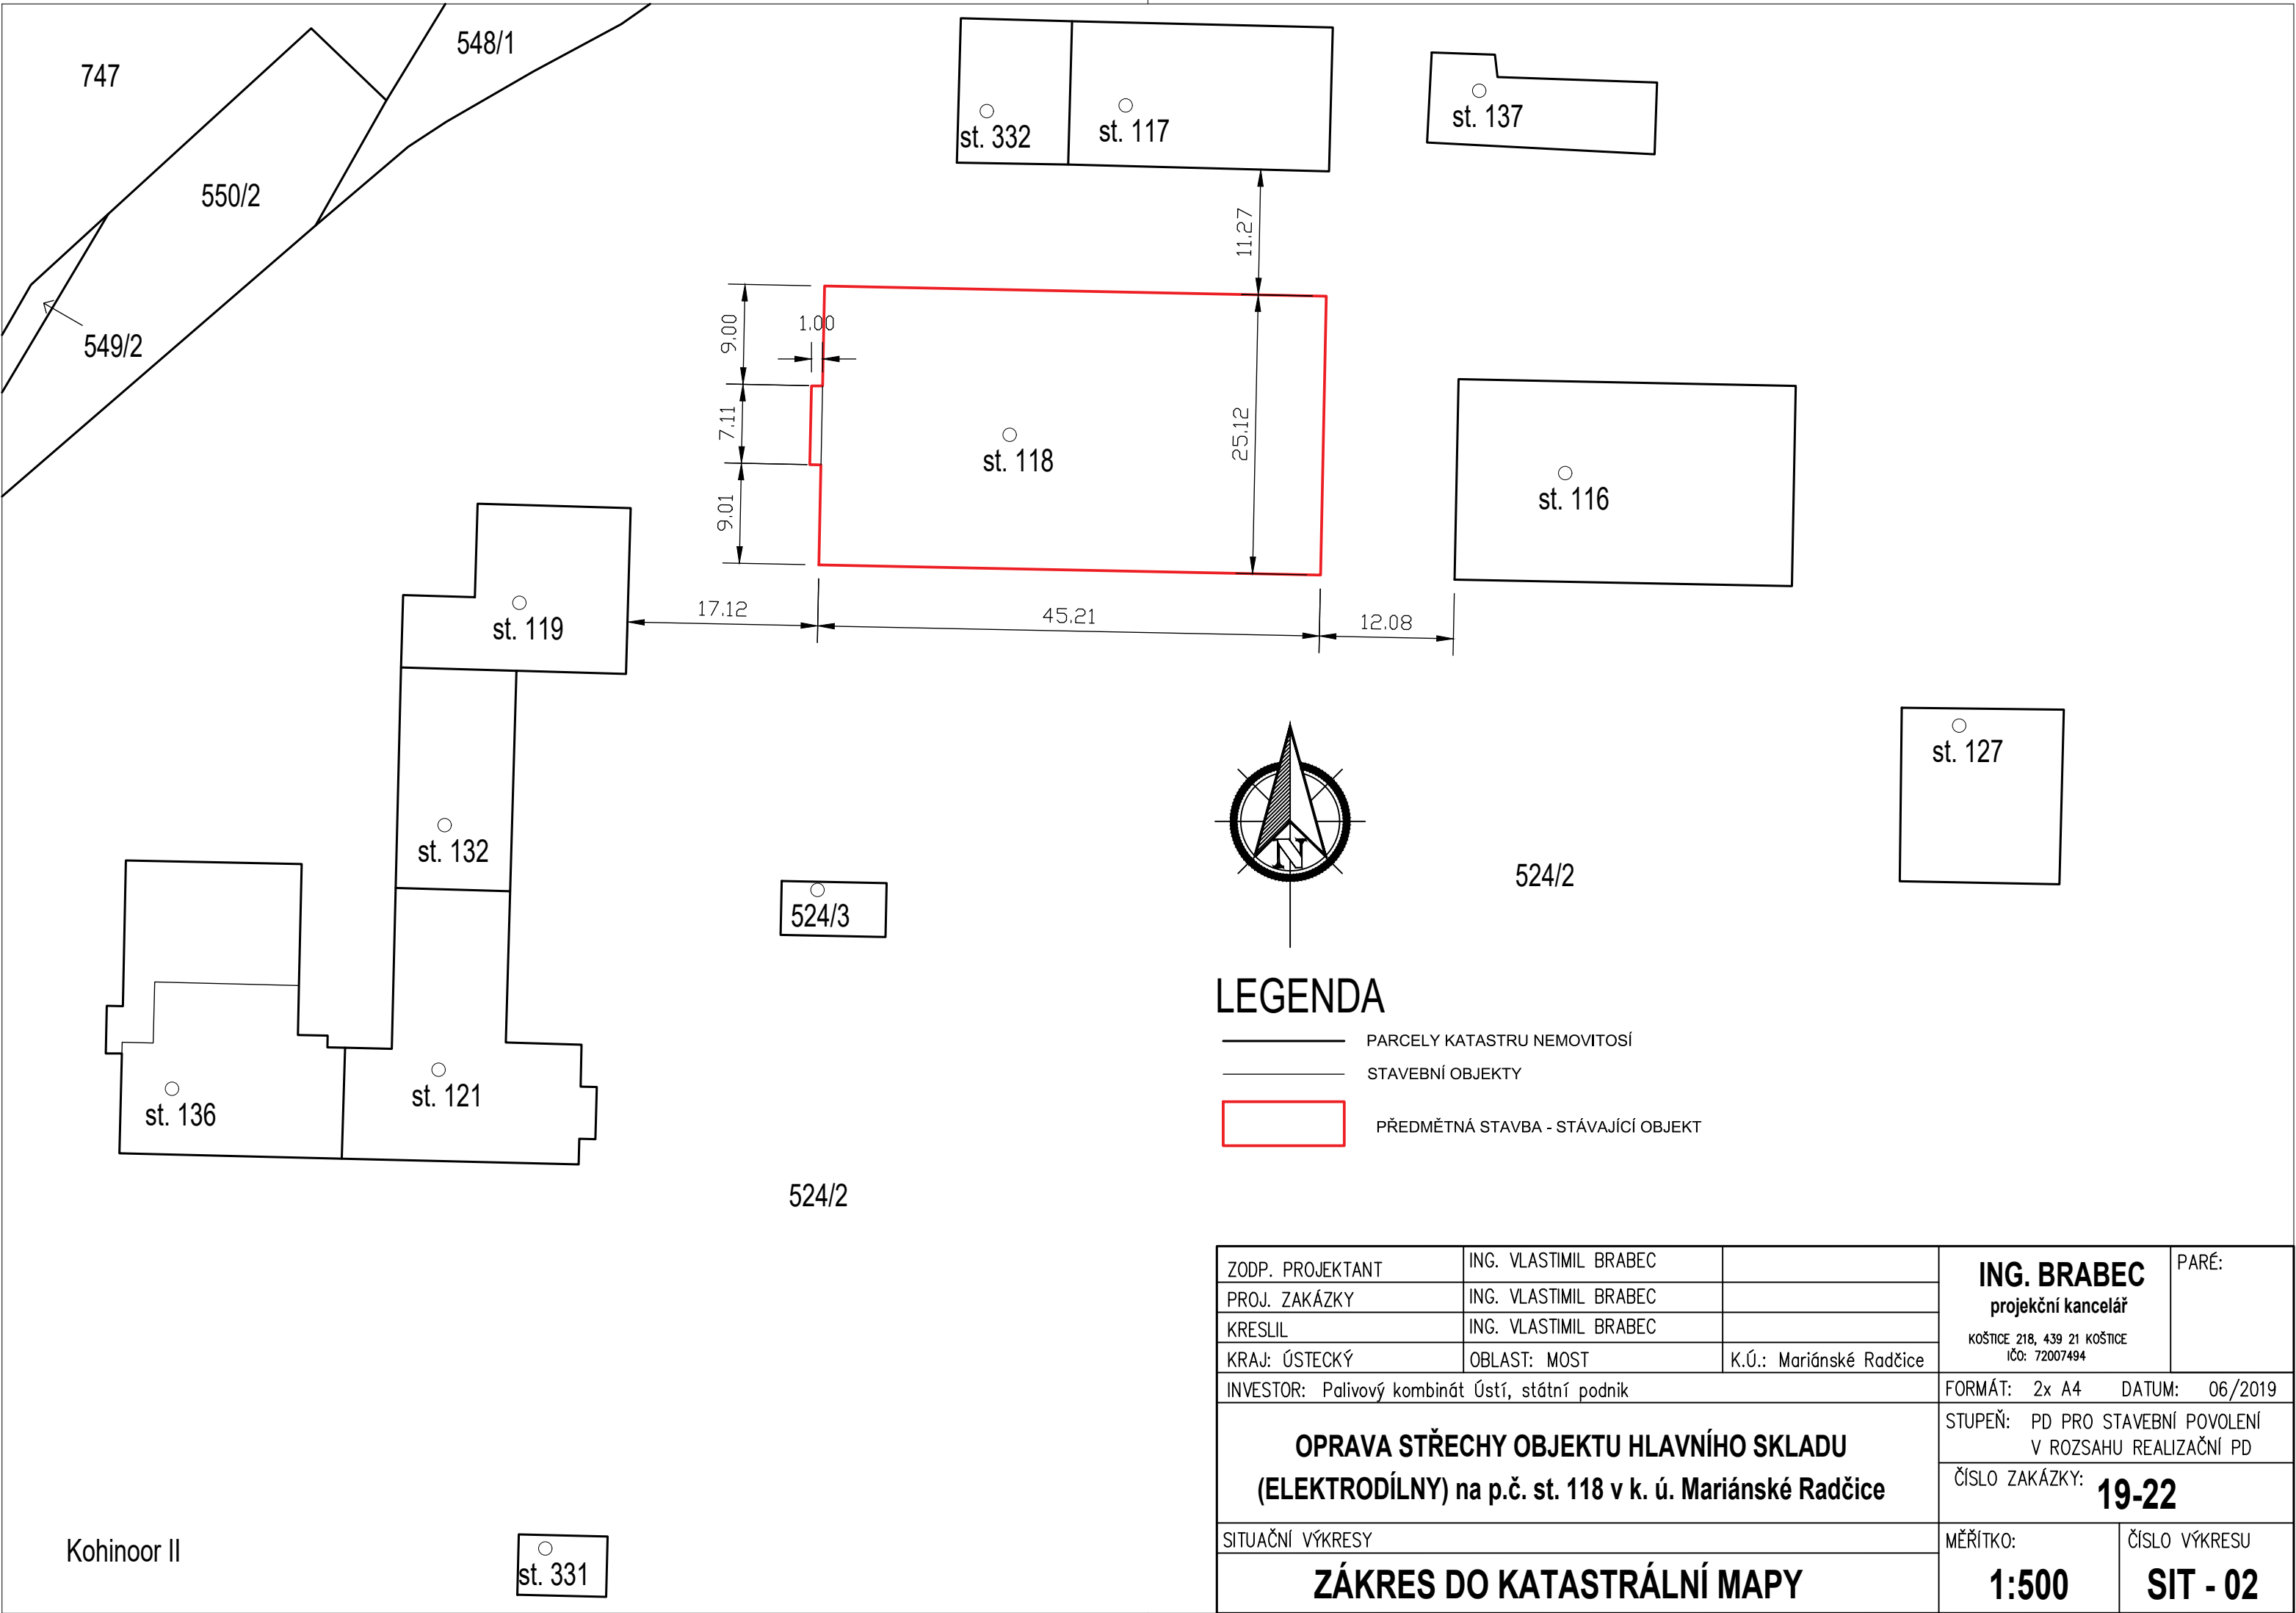 747
548/1
550/2
549/2
st. 332
st. 117
st. 137
11.27
9.00
1.00
7.11
9.01
25.12
st. 118
st. 116
st. 119
17.12
45.21
12.08
st. 132
st. 127
N
524/2
524/3
st. 136
st. 121
524/2
Kohinoor II
st. 331
LEGENDA
PARCELY KATASTRU NEMOVITOSÍ
STAVEBNÍ OBJEKTY
PŘEDMĚTNÁ STAVBA - STÁVAJÍCÍ OBJEKT
ZODP. PROJEKTANT ING. VLASTIMIL BRABEC
PROJ. ZAKÁZKY ING. VLASTIMIL BRABEC
KRESLIL ING. VLASTIMIL BRABEC
KRAJ: ÚSTECKÝ OBLAST: MOST K.Ú.: Mariánské Radčice
ING. BRABEC
projekční kancelář
KOŠTICE 218, 439 21 KOŠTICE
IČO: 72007494
PARÉ:
INVESTOR: Palivový kombinát Ústí, státní podnik
FORMÁT: 2x A4 DATUM: 06/2019
OPRAVA STŘECHY OBJEKTU HLAVNÍHO SKLADU
(ELEKTRODÍLNY) na p.č. st. 118 v k. ú. Mariánské Radčice
STUPEŇ: PD PRO STAVEBNÍ POVOLENÍ
V ROZSAHU REALIZAČNÍ PD
ČÍSLO ZAKÁZKY: 19-22
SITUAČNÍ VÝKRESY
ZÁKRES DO KATASTRÁLNÍ MAPY
MĚŘÍTKO:
1:500
ČÍSLO VÝKRESU
SIT - 02